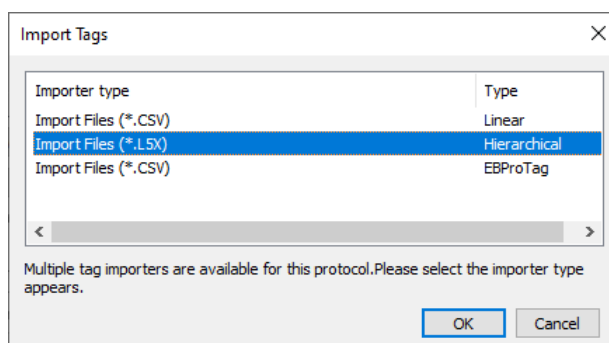 Import Tags
Importer type Type
Import Files (*.CSV) Linear
Import Files (*.L5X) Hierarchical
Import Files (*.CSV) EBProTag
Multiple tag importers are available for this protocol.Please select the importer type
appears.
OK Cancel